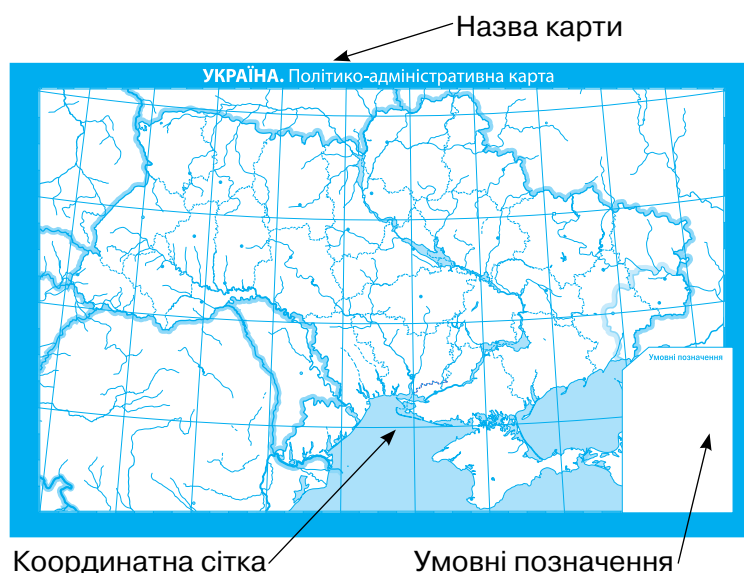 Назва карти
УКРАЇНА. Політико-адміністративна карта
Умовні позначення
Координатна сітка
Умовні позначення